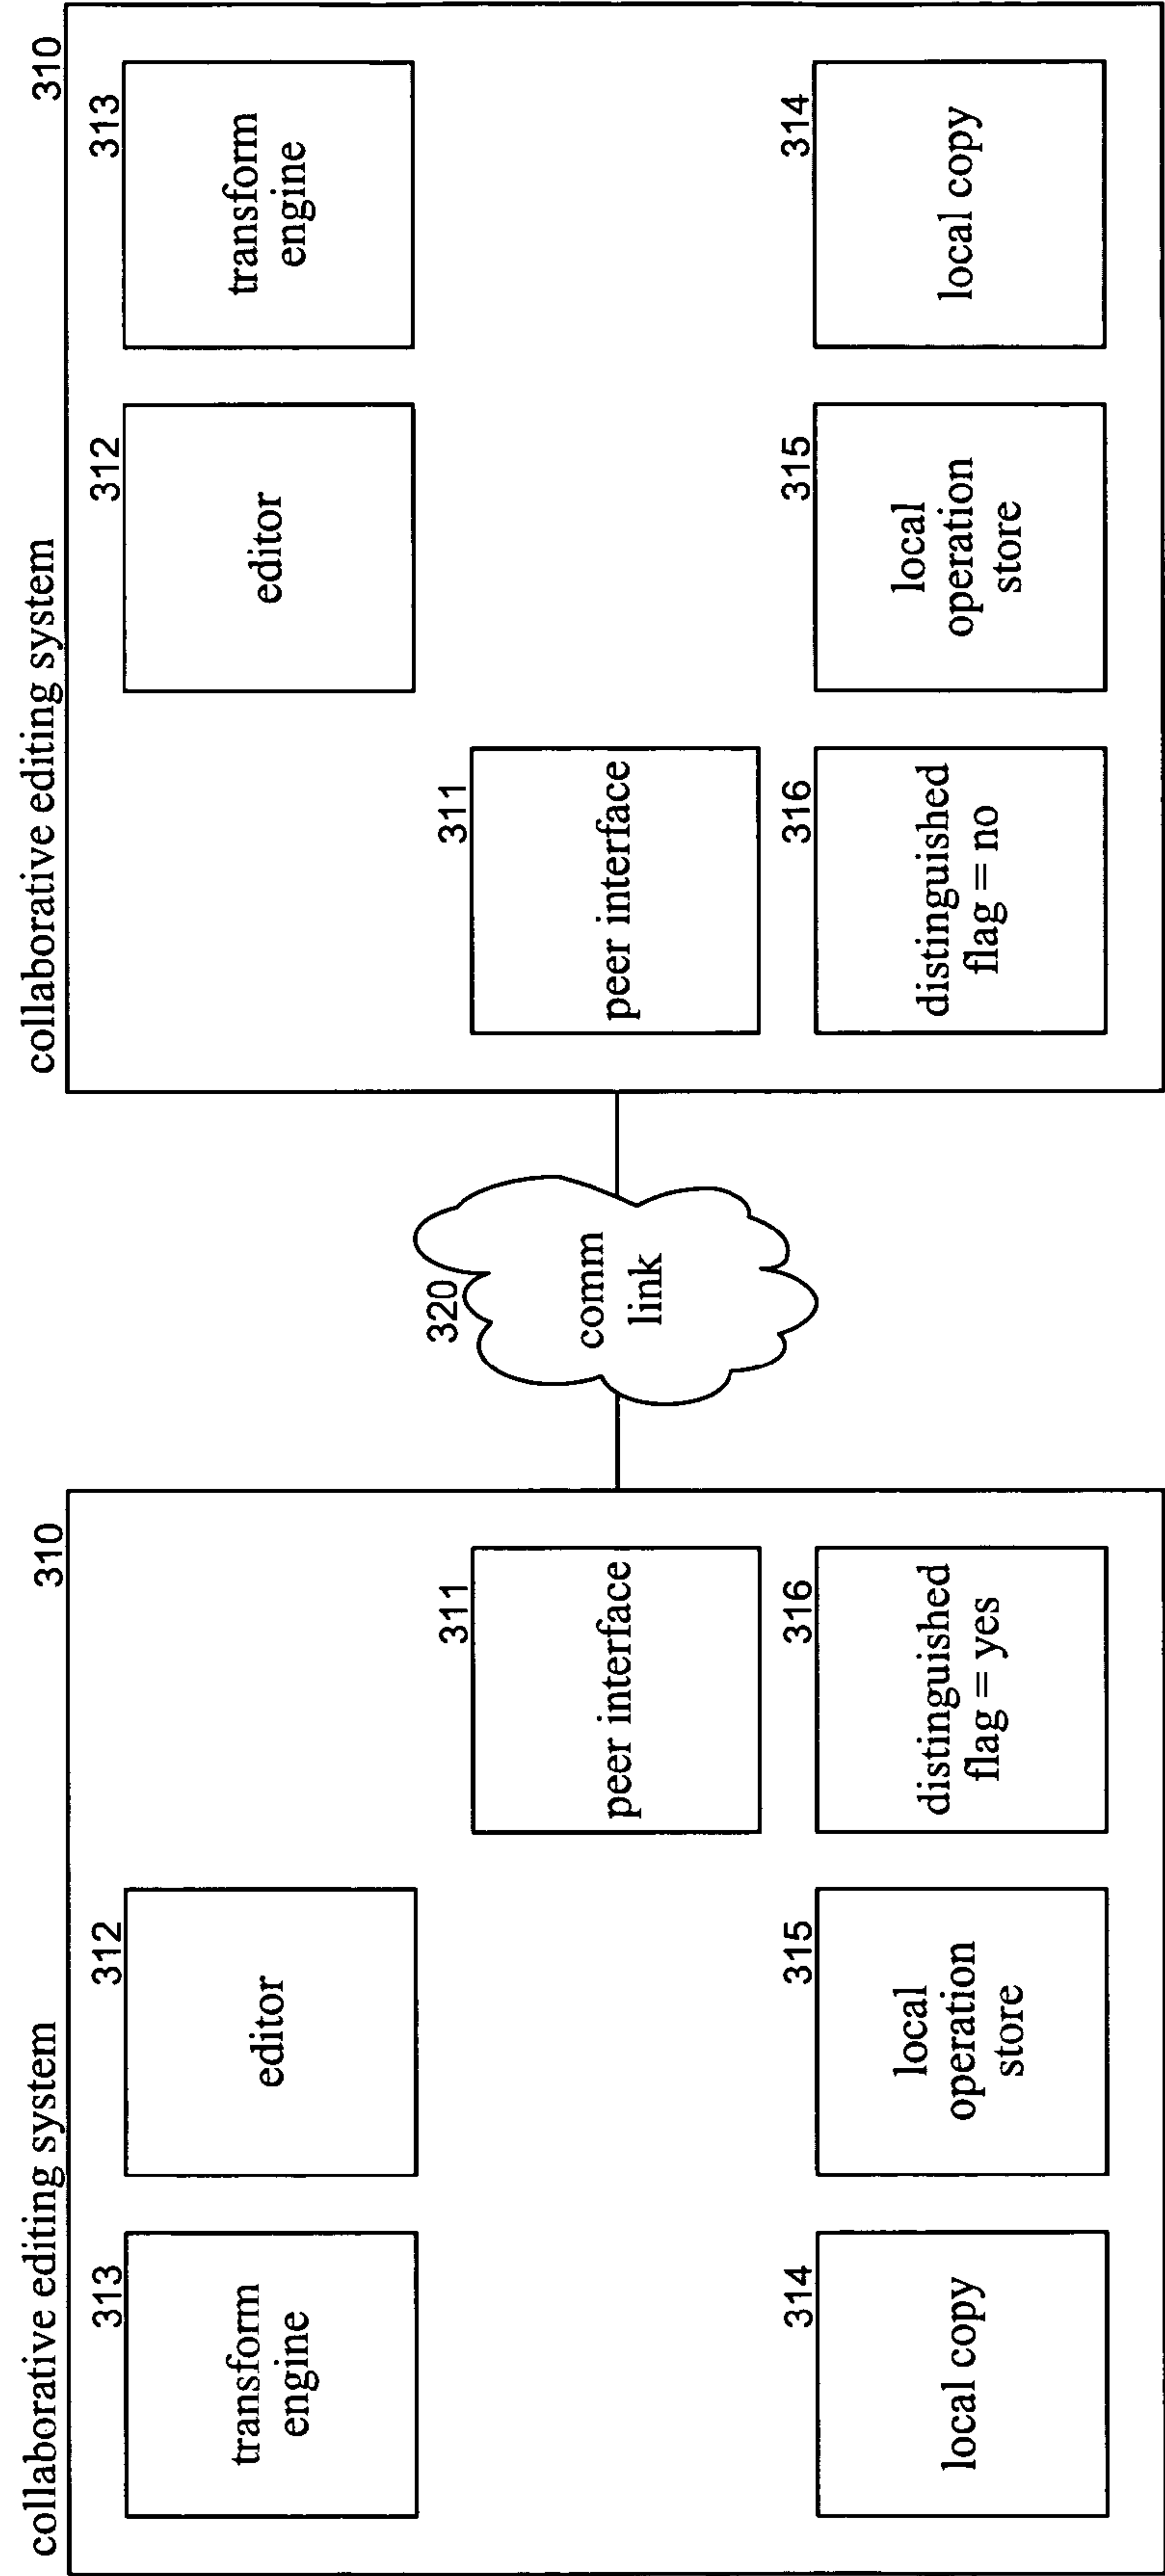 collaborative editing system
310
313
transform
engine
312
editor
311
peer interface
314
local copy
315
local
operation
store
316
distinguished
flag = yes
320
comm
link
collaborative editing system
310
312
editor
313
transform
engine
311
peer interface
316
distinguished
flag = no
315
local
operation
store
314
local copy